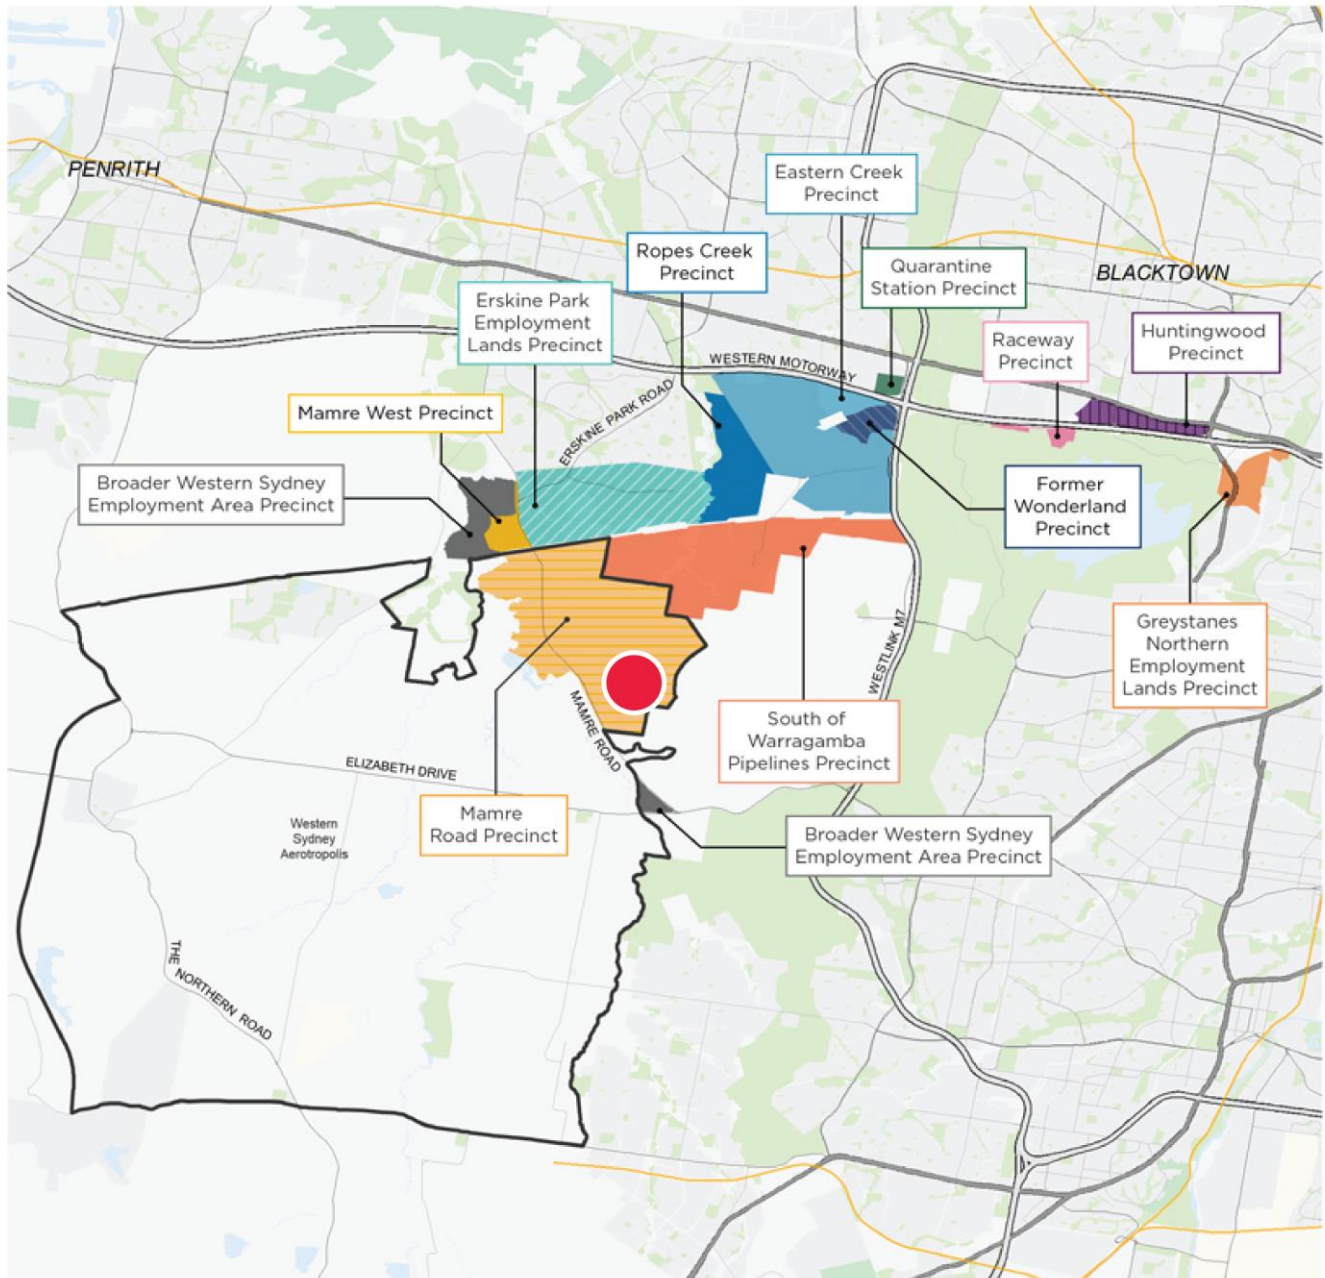 PENRITH
Eastern Creek
Precinct
Ropes Creek
Precinct
Quarantine
Station Precinct
BLACKTOWN
Erskine Park
Employment
Lands Precinct
Raceway
Precinct
Huntingwood
Precinct
WESTERN MOTORWAY
ERSKINE PARK ROAD
Mamre West Precinct
Broader Western Sydney
Employment Area Precinct
Former
Wonderland
Precinct
WESTLINK M7
Greystanes
Northern
Employment
Lands Precinct
MAMRE ROAD
South of
Warragamba
Pipelines Precinct
ELIZABETH DRIVE
Mamre
Road Precinct
Western
Sydney
Aerotropolis
Broader Western Sydney
Employment Area Precinct
THE NORTHERN ROAD